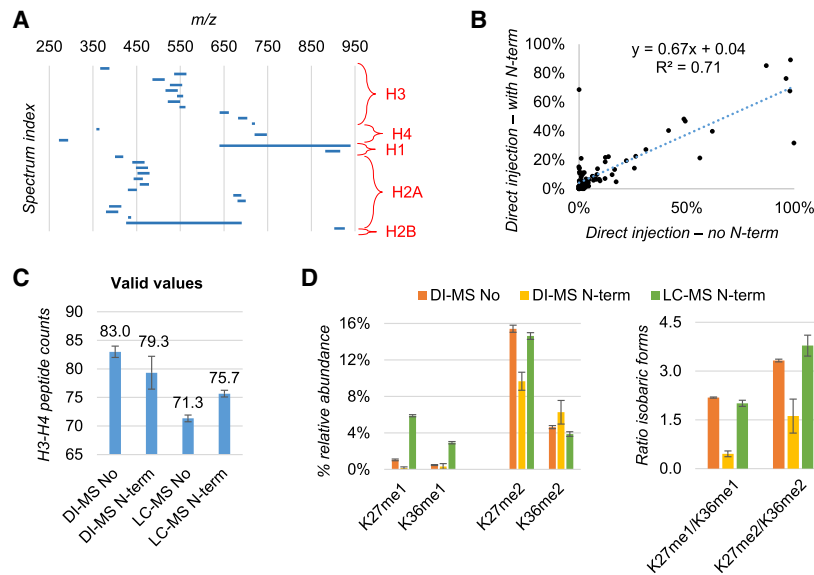 A
m/z
250 350 450 550 650 750 850 950
Spectrum index
H3
H4
H1
H2A
H2B
B
y = 0.67x + 0.04
R² = 0.71
Direct injection – with N-term
100%
80%
60%
40%
20%
0%
0% 50% 100%
Direct injection – no N-term
C
Valid values
H3-H4 peptide counts
90
85
80
75
70
65
83.0
79.3
71.3
75.7
DI-MS No
DI-MS N-term
LC-MS No
LC-MS N-term
D
DI-MS No DI-MS N-term LC-MS N-term
% relative abundance
16%
12%
8%
4%
0%
K27me1
K36me1
K27me2
K36me2
Ratio isobaric forms
4.5
3.0
1.5
0.0
K27me1/K36me1
K27me2/K36me2